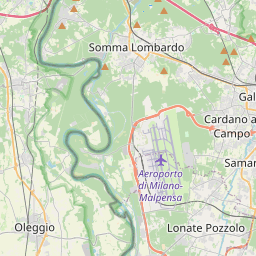 Somma Lombardo
Gal
Cardano a
Campo
Samar
Aeroporto
di Milano-
Malpensa
Oleggio
Lonate Pozzolo